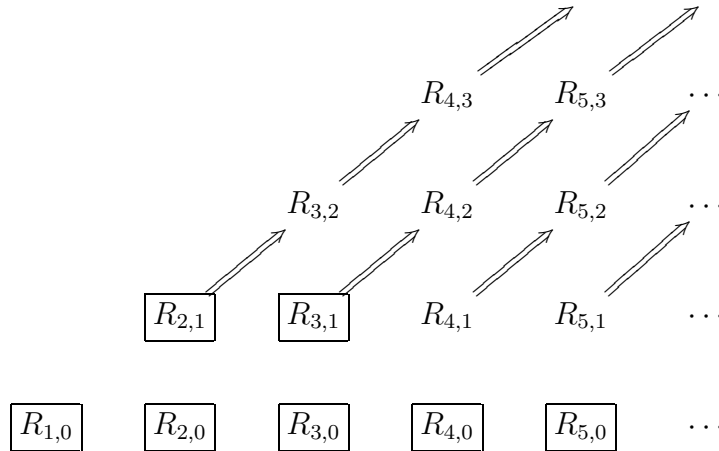 R4,3 R5,3 ...
R3,2 R4,2 R5,2 ...
R2,1 R3,1 R4,1 R5,1 ...
R1,0 R2,0 R3,0 R4,0 R5,0 ...